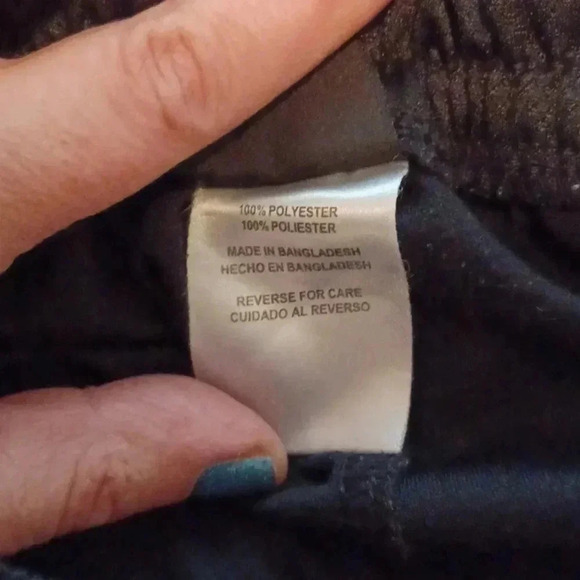 100% POLYESTER
100% POLIESTER
MADE IN BANGLADESH
HECHO EN BANGLADESH
REVERSE FOR CARE
CUIDADO AL REVERSO